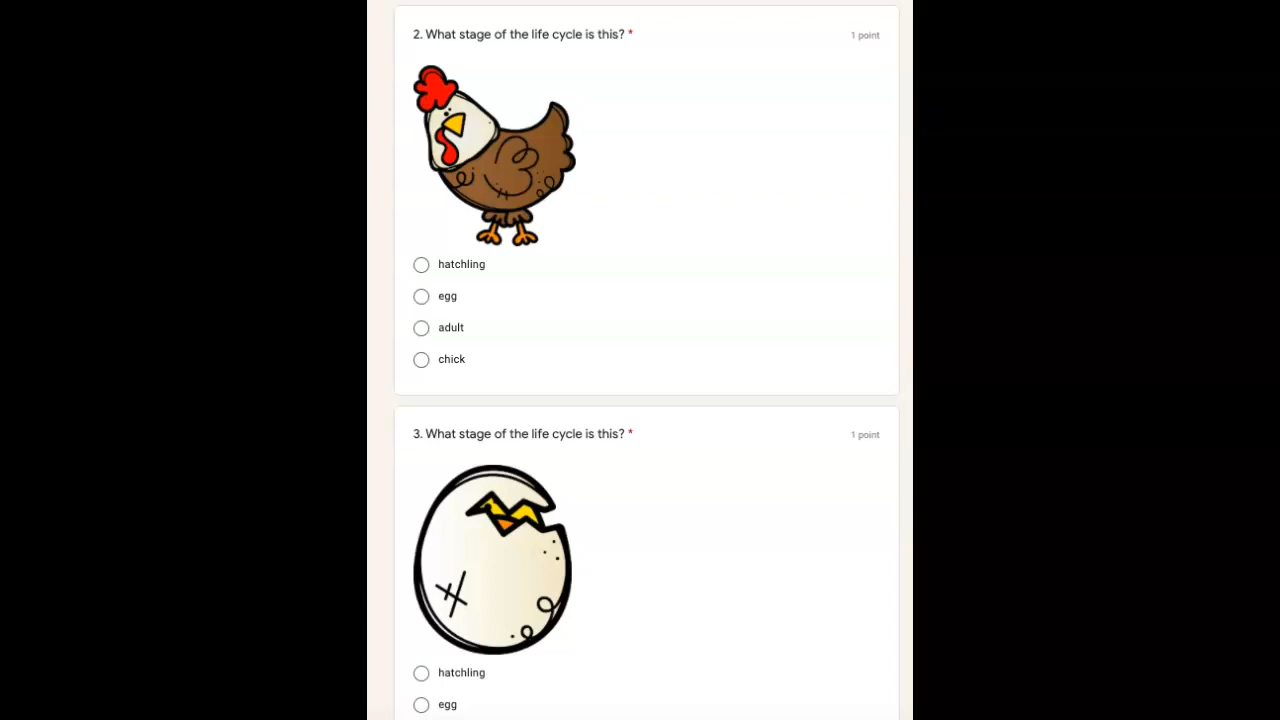 2. What stage of the life cycle is this? *
1 point
hatchling
egg
adult
chick
3. What stage of the life cycle is this? *
1 point
hatchling
egg